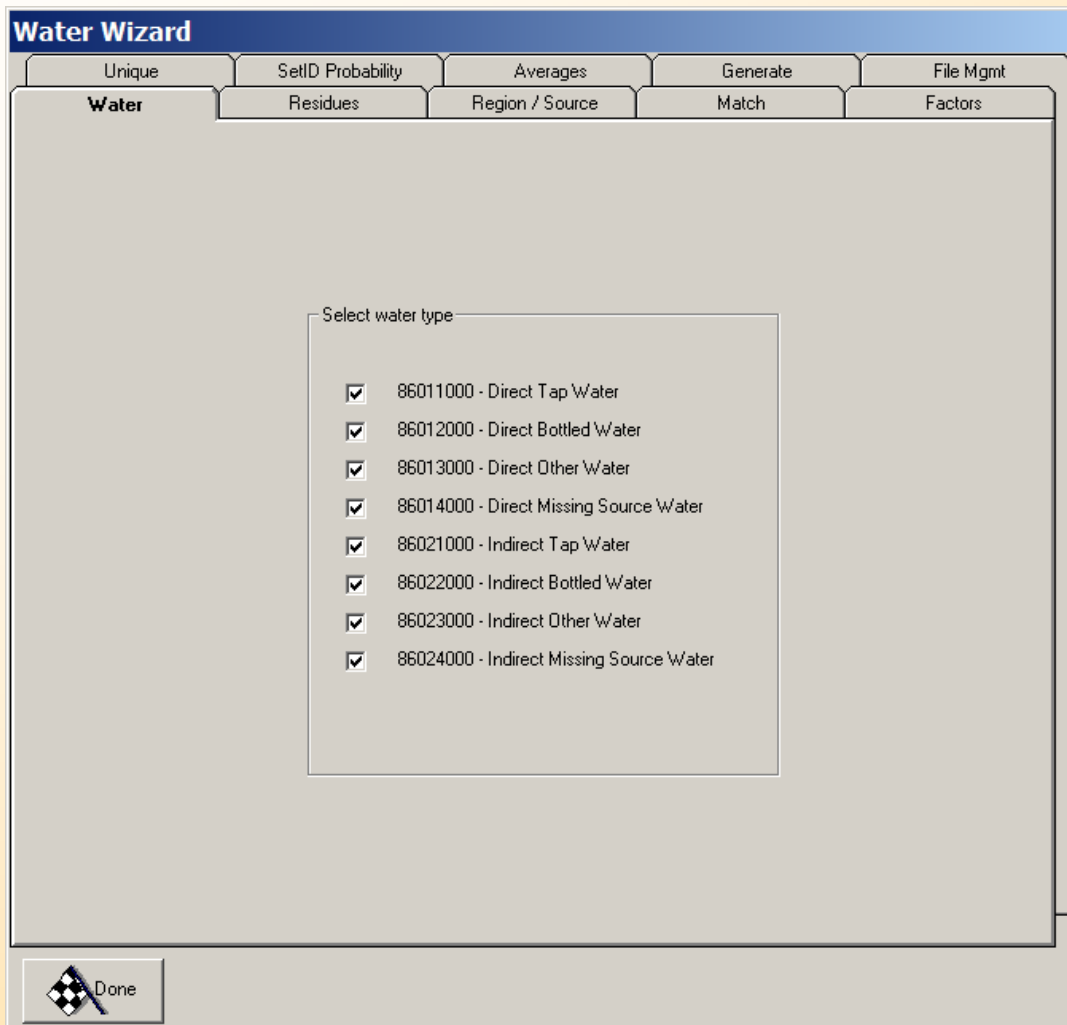 Water Wizard
Unique SetID Probability Averages Generate File Mgmt
Water Residues Region / Source Match Factors
Select water type
86011000 - Direct Tap Water
86012000 - Direct Bottled Water
86013000 - Direct Other Water
86014000 - Direct Missing Source Water
86021000 - Indirect Tap Water
86022000 - Indirect Bottled Water
86023000 - Indirect Other Water
86024000 - Indirect Missing Source Water
Done